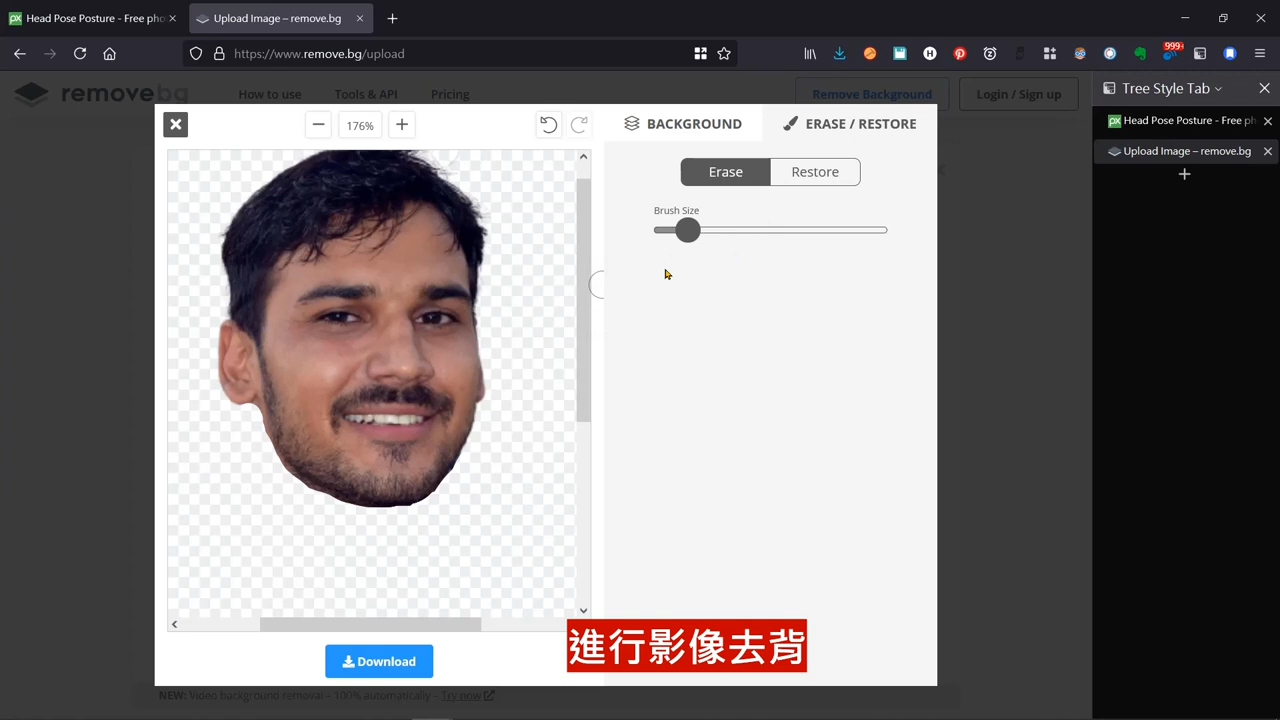 Head Pose Posture - Free pho
Upload Image – remove.bg
https://www.remove.bg/upload
999+
Tree Style Tab
Head Pose Posture - Free ph
Upload Image – remove.bg
removebg
How to use
Tools & API
Pricing
Remove Background
Login / Sign up
176%
BACKGROUND
ERASE / RESTORE
Erase
Restore
Brush Size
Download
進行影像去背
NEW: Video background removal – 100% automatically – Try now